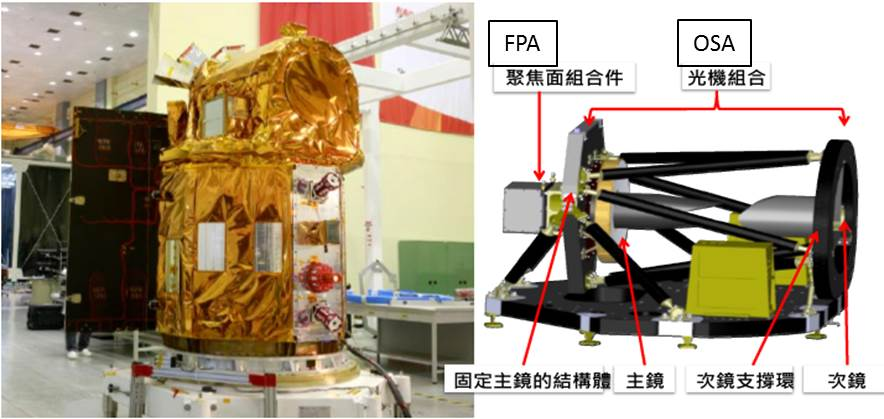 FPA
OSA
聚焦面組合件
光機組合
固定主鏡的結構體
主鏡
次鏡支撐環
次鏡